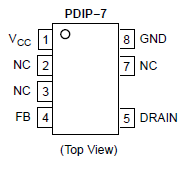 PDIP–7
VCC 1 8 GND
NC 2 7 NC
NC 3
FB 4 5 DRAIN
(Top View)